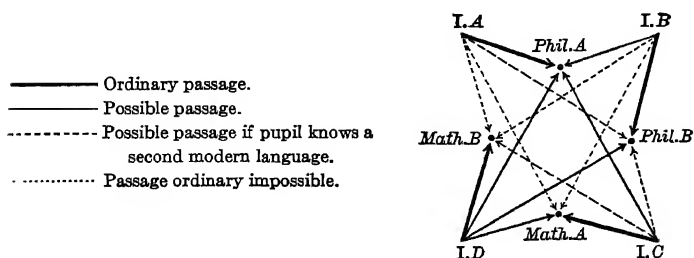 Ordinary passage.
Possible passage.
Possible passage if pupil knows a
second modern language.
Passage ordinary impossible.
I.A
I.B
Phil.A
Math.B
Phil.B
Math.A
I.D
I.C